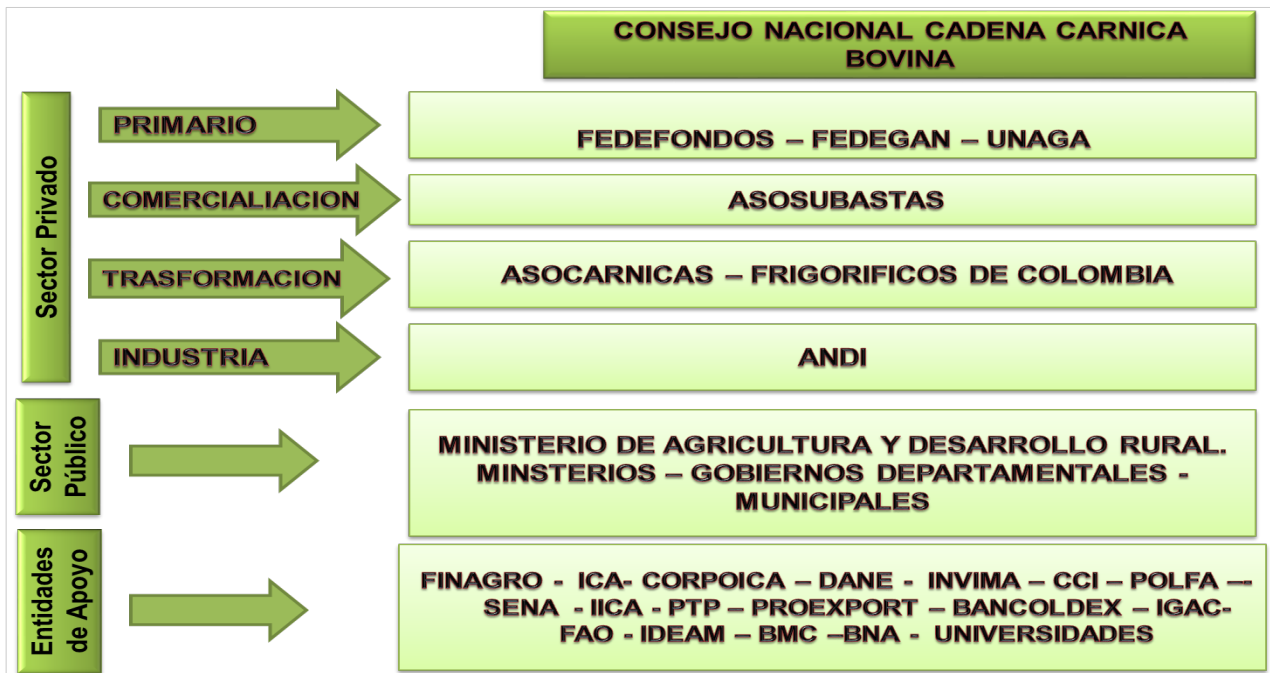 CONSEJO NACIONAL CADENA CARNICA
BOVINA
Sector Privado
PRIMARIO
FEDEFONDOS – FEDEGAN – UNAGA
COMERCIALIACION
ASOSUBASTAS
TRASFORMACION
ASOCARNICAS – FRIGORIFICOS DE COLOMBIA
INDUSTRIA
ANDI
Sector
Público
MINISTERIO DE AGRICULTURA Y DESARROLLO RURAL.
MINSTERIOS – GOBIERNOS DEPARTAMENTALES -
MUNICIPALES
Entidades
de Apoyo
FINAGRO - ICA- CORPOICA – DANE - INVIMA – CCI – POLFA –-
SENA - IICA - PTP – PROEXPORT – BANCOLDEX – IGAC-
FAO - IDEAM – BMC –BNA - UNIVERSIDADES